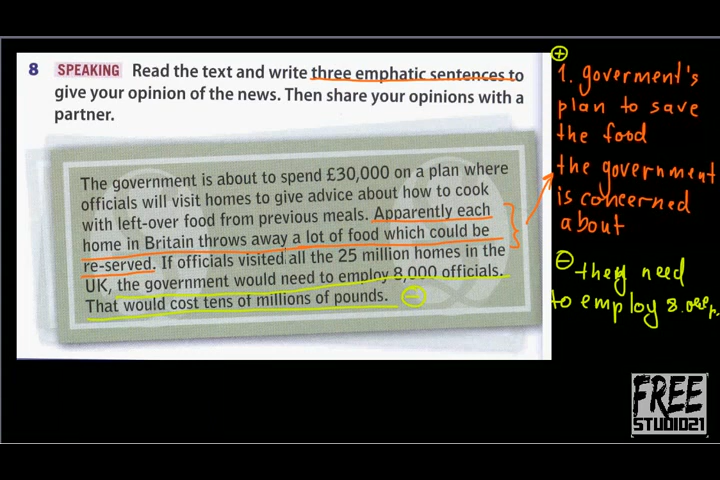 8 SPEAKING Read the text and write three emphatic sentences to
give your opinion of the news. Then share your opinions with a
partner.
The government is about to spend £30,000 on a plan where
officials will visit homes to give advice about how to cook
with left-over food from previous meals. Apparently each
home in Britain throws away a lot of food which could be
re-served. If officials visited all the 25 million homes in the
UK, the government would need to employ 8,000 officials.
That would cost tens of millions of pounds.
1. goverment's
plan to save
the food
the government
is concerned
about
they need
to employ
FREE
STUDIO21